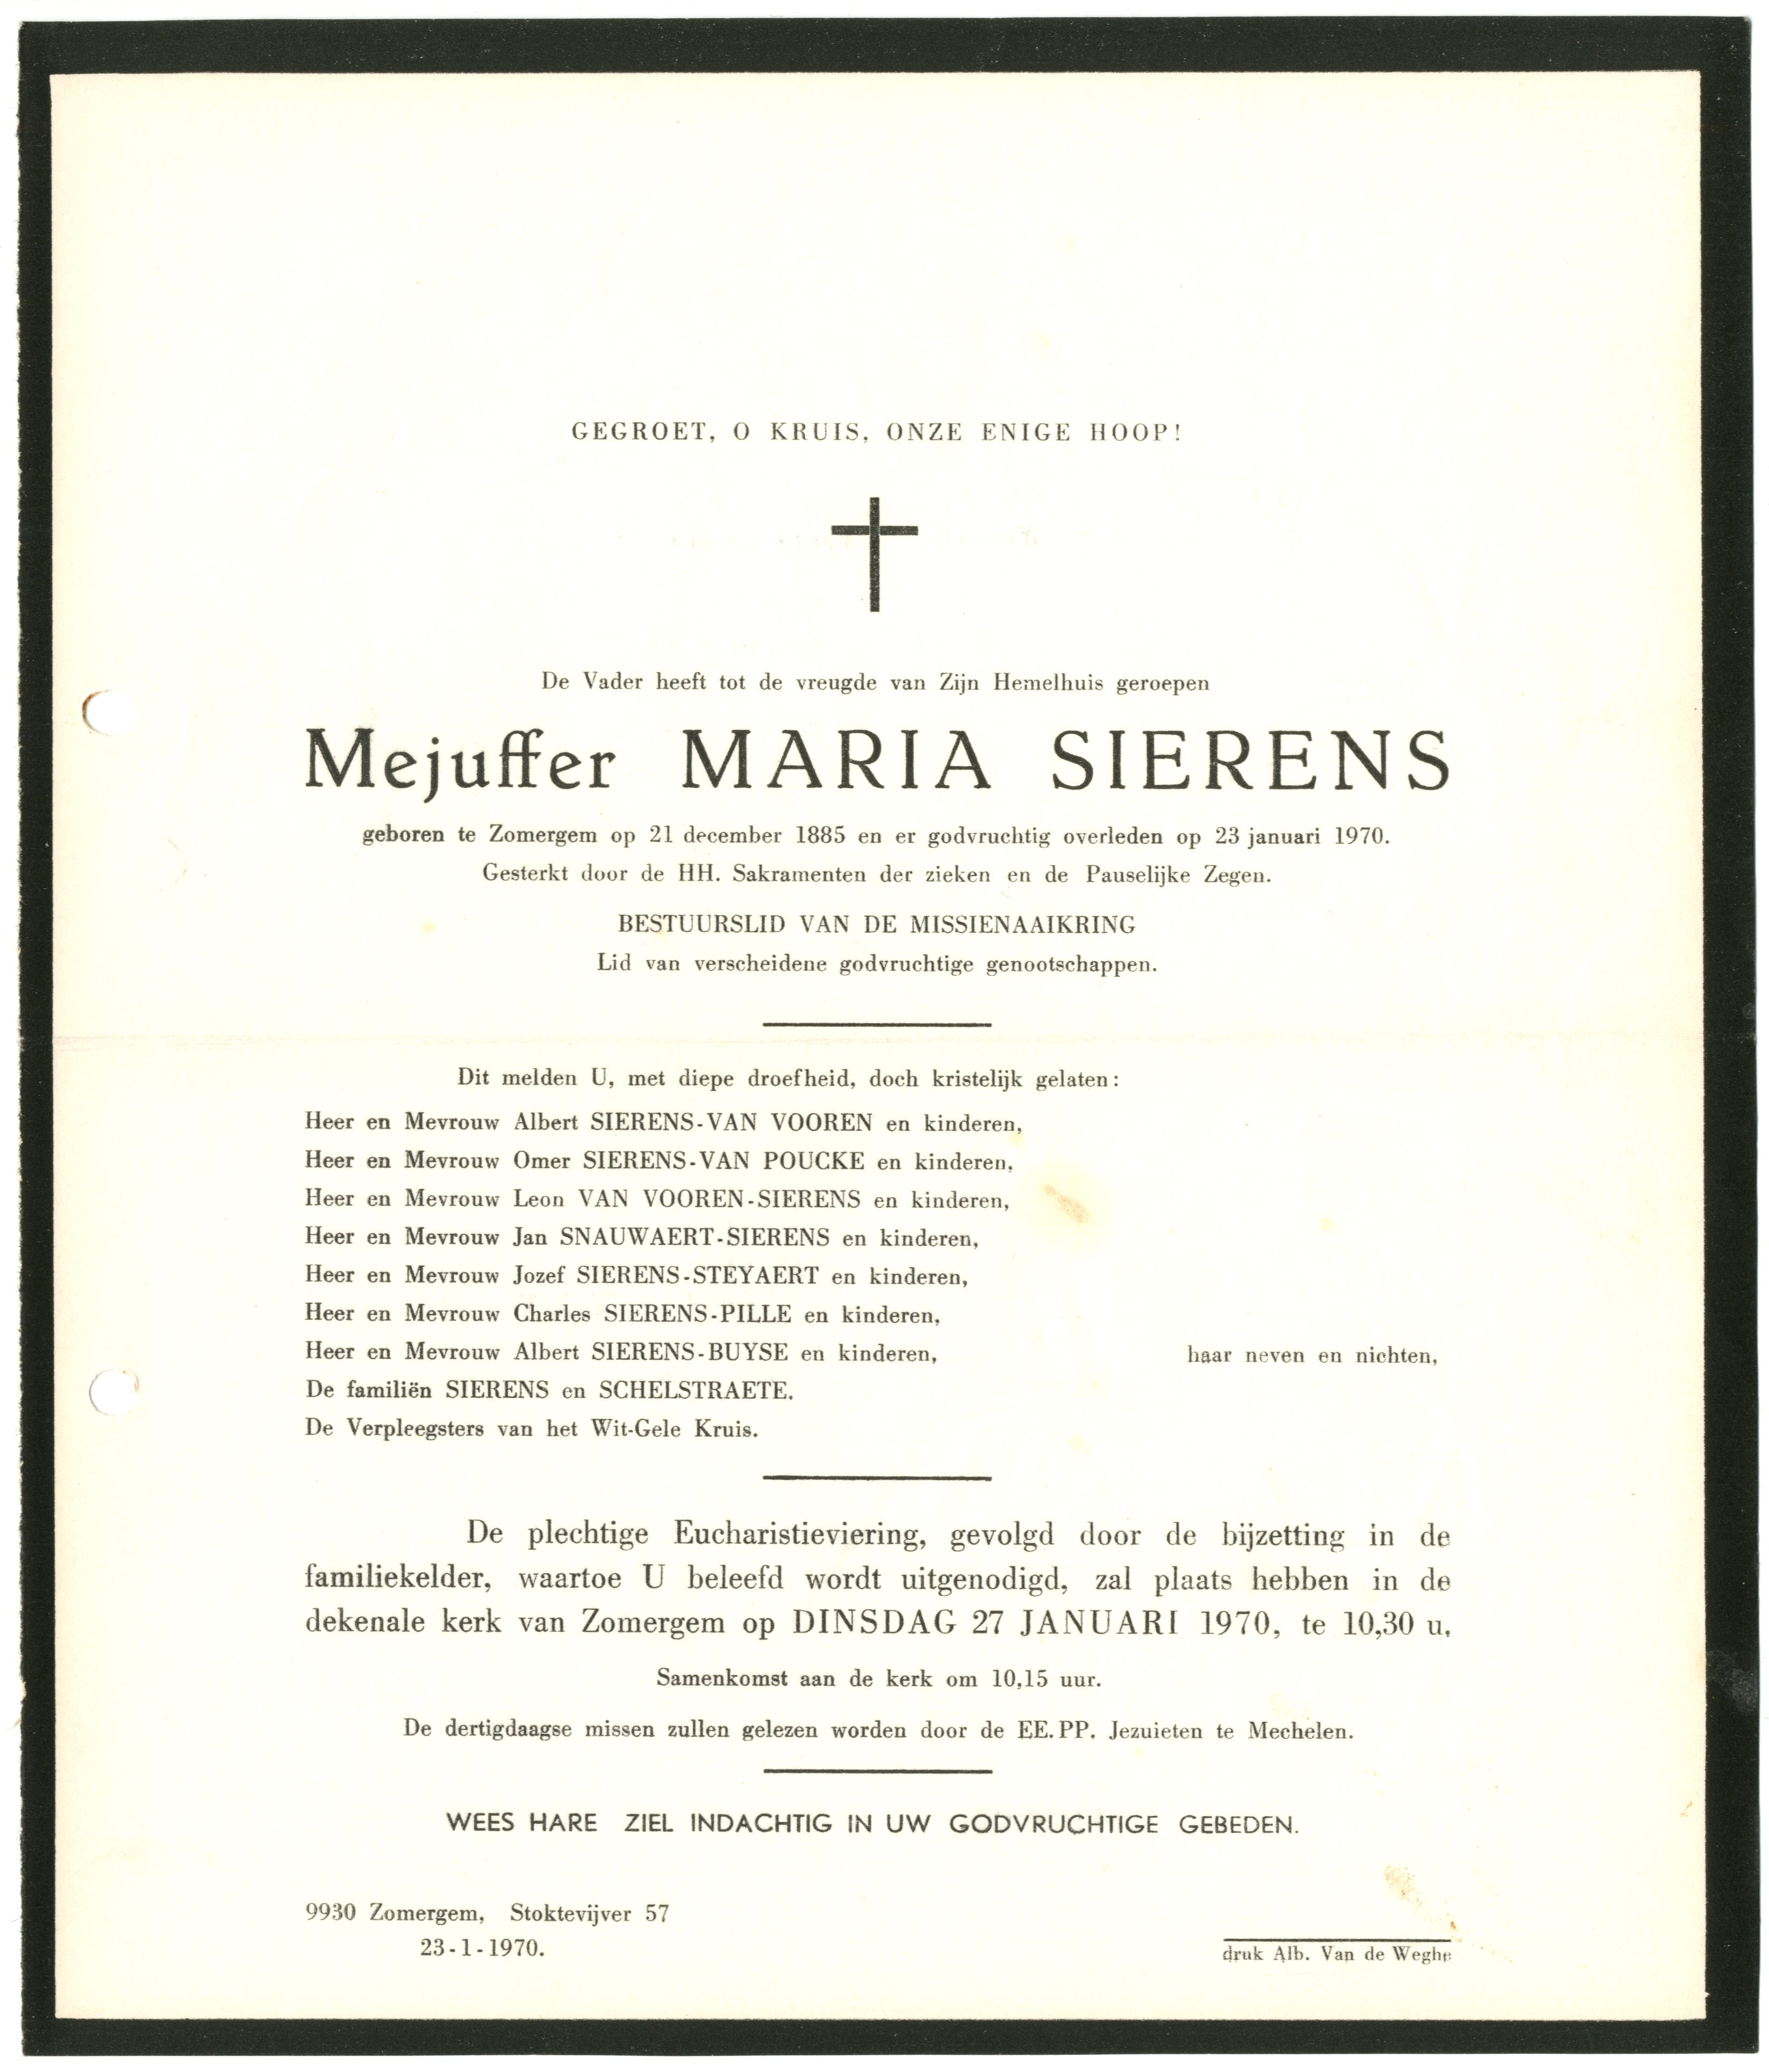 GEGROET, O KRUIS, ONZE ENIGE HOOP!
De Vader heeft tot de vreugde van Zijn Hemelhuis geroepen
Mejuffer MARIA SIERENS
geboren te Zomergem op 21 december 1885 en er godvruchtig overleden op 23 januari 1970.
Gesterkt door de HH. Sakramenten der zieken en de Pauselijke Zegen.
BESTUURSLID VAN DE MISSIENAAIKRING
Lid van verscheidene godvruchtige genootschappen.
Dit melden U, met diepe droefheid, doch kristelijk gelaten:
Heer en Mevrouw Albert SIERENS-VAN VOOREN en kinderen,
Heer en Mevrouw Omer SIERENS-VAN POUCKE en kinderen,
Heer en Mevrouw Leon VAN VOOREN-SIERENS en kinderen,
Heer en Mevrouw Jan SNAUWAERT-SIERENS en kinderen,
Heer en Mevrouw Jozef SIERENS-STEYAERT en kinderen,
Heer en Mevrouw Charles SIERENS-PILLE en kinderen,
Heer en Mevrouw Albert SIERENS-BUYSE en kinderen, haar neven en nichten,
De familiën SIERENS en SCHELSTRAETE.
De Verpleegsters van het Wit-Gele Kruis.
De plechtige Eucharistieviering, gevolgd door de bijzetting in de
familiekelder, waartoe U beleefd wordt uitgenodigd, zal plaats hebben in de
dekenale kerk van Zomergem op DINSDAG 27 JANUARI 1970, te 10,30 u.
Samenkomst aan de kerk om 10,15 uur.
De dertigdaagse missen zullen gelezen worden door de EE.PP. Jezuieten te Mechelen.
WEES HARE ZIEL INDACHTIG IN UW GODVRUCHTIGE GEBEDEN.
9930 Zomergem, Stoktevijver 57
23-1-1970.
druk Alb. Van de Weghe